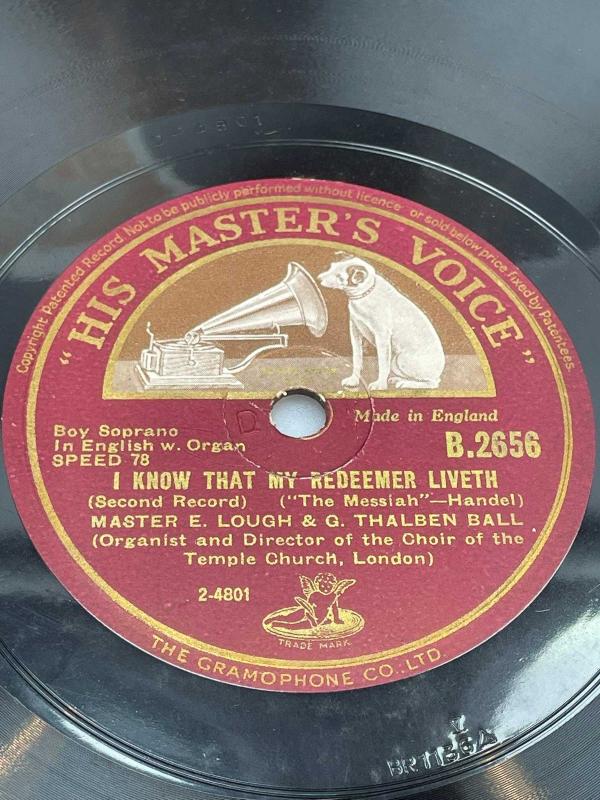 2-4801
Copyright Patented Record Not to be publicly performed without licence or sold below price fixed by Patentees.
"HIS MASTER'S VOICE"
Made in England
Boy Soprano
In English w. Organ
SPEED 78
B.2656
D
I KNOW THAT MY REDEEMER LIVETH
(Second Record) ("The Messiah"—Handel)
MASTER E. LOUGH & G. THALBEN BALL
(Organist and Director of the Choir of the
Temple Church, London)
2-4801
TRADE MARK
THE GRAMOPHONE CO., LTD.